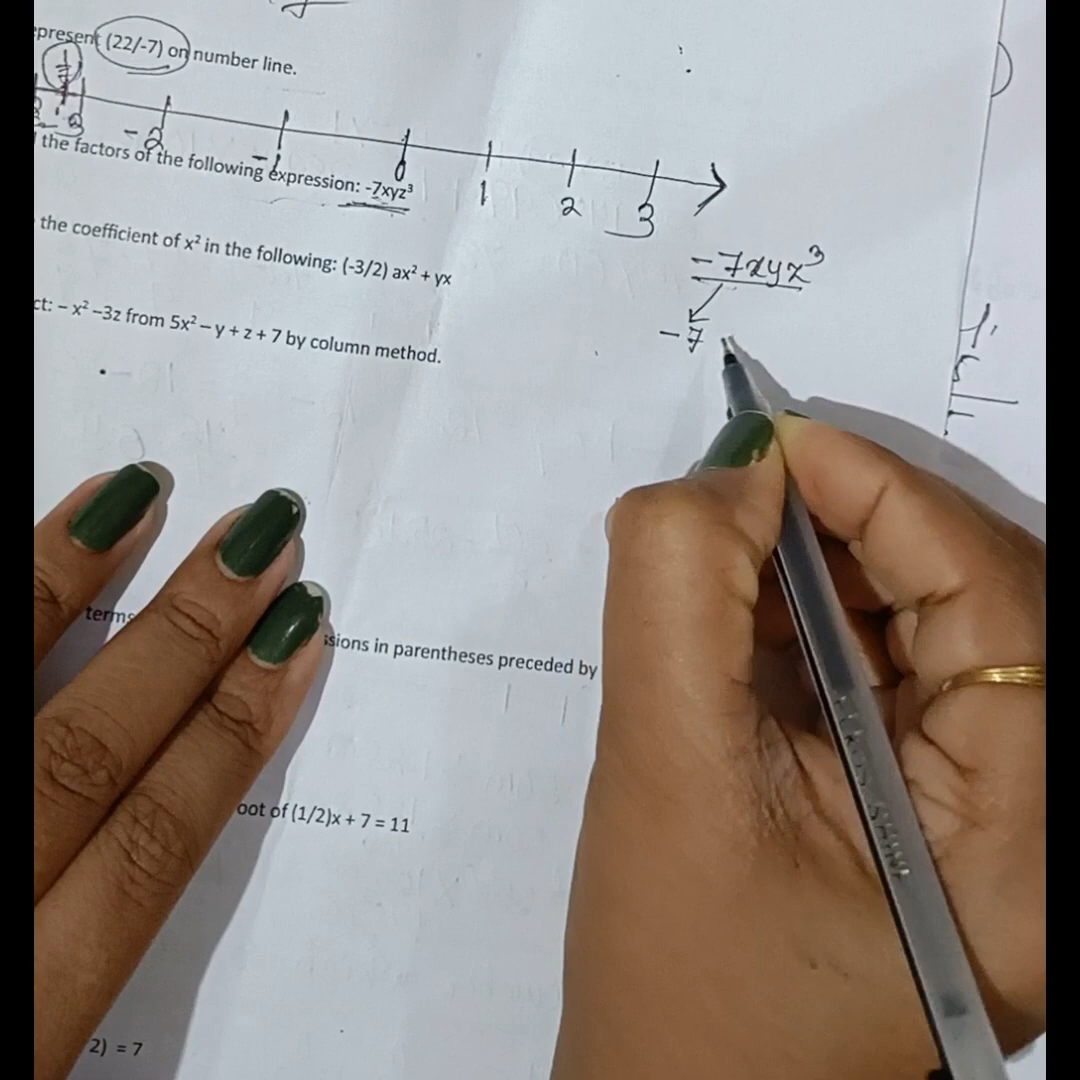 present (22/-7) on number line.
-2 -1 0 1 2 3
the factors of the following expression: -7xyz³
-7xyz³
the coefficient of x² in the following: (-3/2) ax² + yx
-7
ct: – x² –3z from 5x² – y + z + 7 by column method.
terms
sions in parentheses preceded by
oot of (1/2)x + 7 = 11
2) = 7